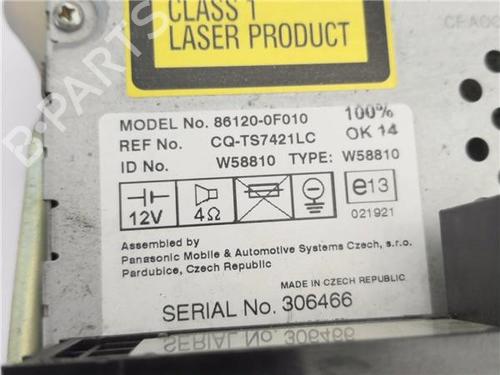 CLASS 1
LASER PRODUCT
MODEL No. 86120-0F010
100%
REF No. CQ-TS7421LC
OK 14
ID No. W58810 TYPE: W58810
12V
4Ω
e13
021921
Assembled by
Panasonic Mobile & Automotive Systems Czech, s.r.o.
Pardubice, Czech Republic
MADE IN CZECH REPUBLIC
SERIAL No. 306466